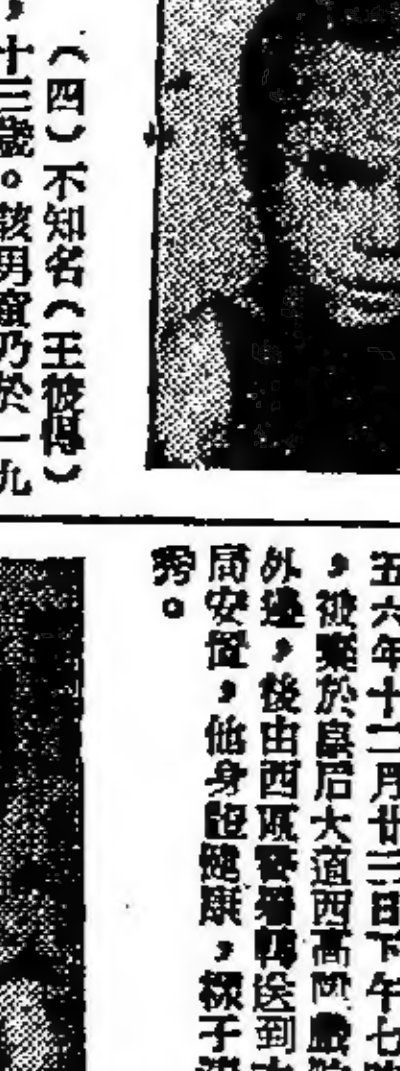 五六年十二月廿三日下午七
，被棄於皇后大道西高陞戲
外邊，後由西區警署轉送到
局安置，他身體健康，樣子
秀。
（四）不知名（王彼得）
，十三歲。該男童乃於一九